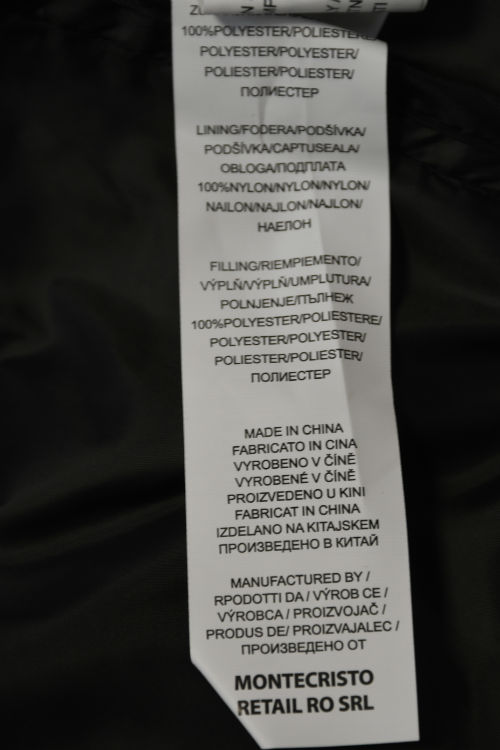 100%POLYESTER/POLIESTERE/
POLYESTER/POLYESTER/
POLIESTER/POLIESTER/
ПОЛИЕСТЕР
LINING/FODERA/PODŠÍVKA/
PODŠÍVKA/CAPTUSEALA/
OBLOGA/ПОДПЛАТА
100%NYLON/NYLON/NYLON/
NAILON/NAJLON/NAJLON/
НАЕЛОН
FILLING/RIEMPIEMENTO/
VÝPLŇ/VÝPLŇ/UMPLUTURA/
POLNJENJE/ПЪЛНЕЖ
100%POLYESTER/POLIESTERE/
POLYESTER/POLYESTER/
POLIESTER/POLIESTER/
ПОЛИЕСТЕР
MADE IN CHINA
FABRICATO IN CINA
VYROBENO V ČÍNĚ
VYROBENÉ V ČÍNĚ
PROIZVEDENO U KINI
FABRICAT IN CHINA
IZDELANO NA KITAJSKEM
ПРОИЗВЕДЕНО В КИТАЙ
MANUFACTURED BY /
RPODOTTI DA / VÝROB CE /
VÝROBCA / PROIZVOJAČ /
PRODUS DE/ PROIZVAJALEC /
ПРОИЗВЕДЕНО ОТ
MONTECRISTO
RETAIL RO SRL